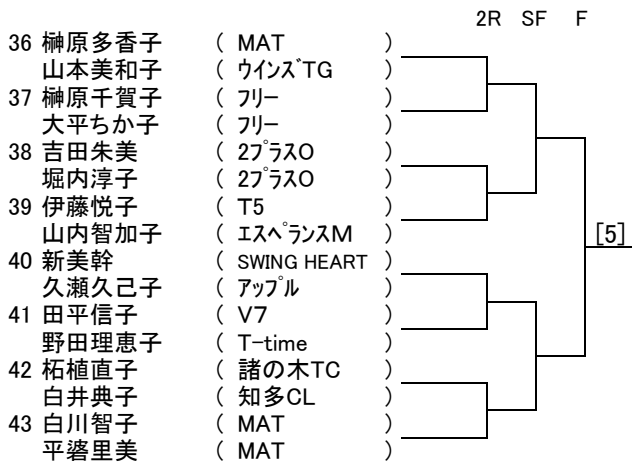 2R SF F
36 榊原多香子 ( MAT )
山本美和子 ( ウインズTG )
37 榊原千賀子 ( フリー )
大平ちか子 ( フリー )
38 吉田朱美 ( 2プラスO )
堀内淳子 ( 2プラスO )
39 伊藤悦子 ( T5 )
山内智加子 ( エスペランスM )
[5]
40 新美幹 ( SWING HEART )
久瀬久己子 ( アップル )
41 田平信子 ( V7 )
野田理恵子 ( T-time )
42 柘植直子 ( 諸の木TC )
白井典子 ( 知多CL )
43 白川智子 ( MAT )
平婆里美 ( MAT )